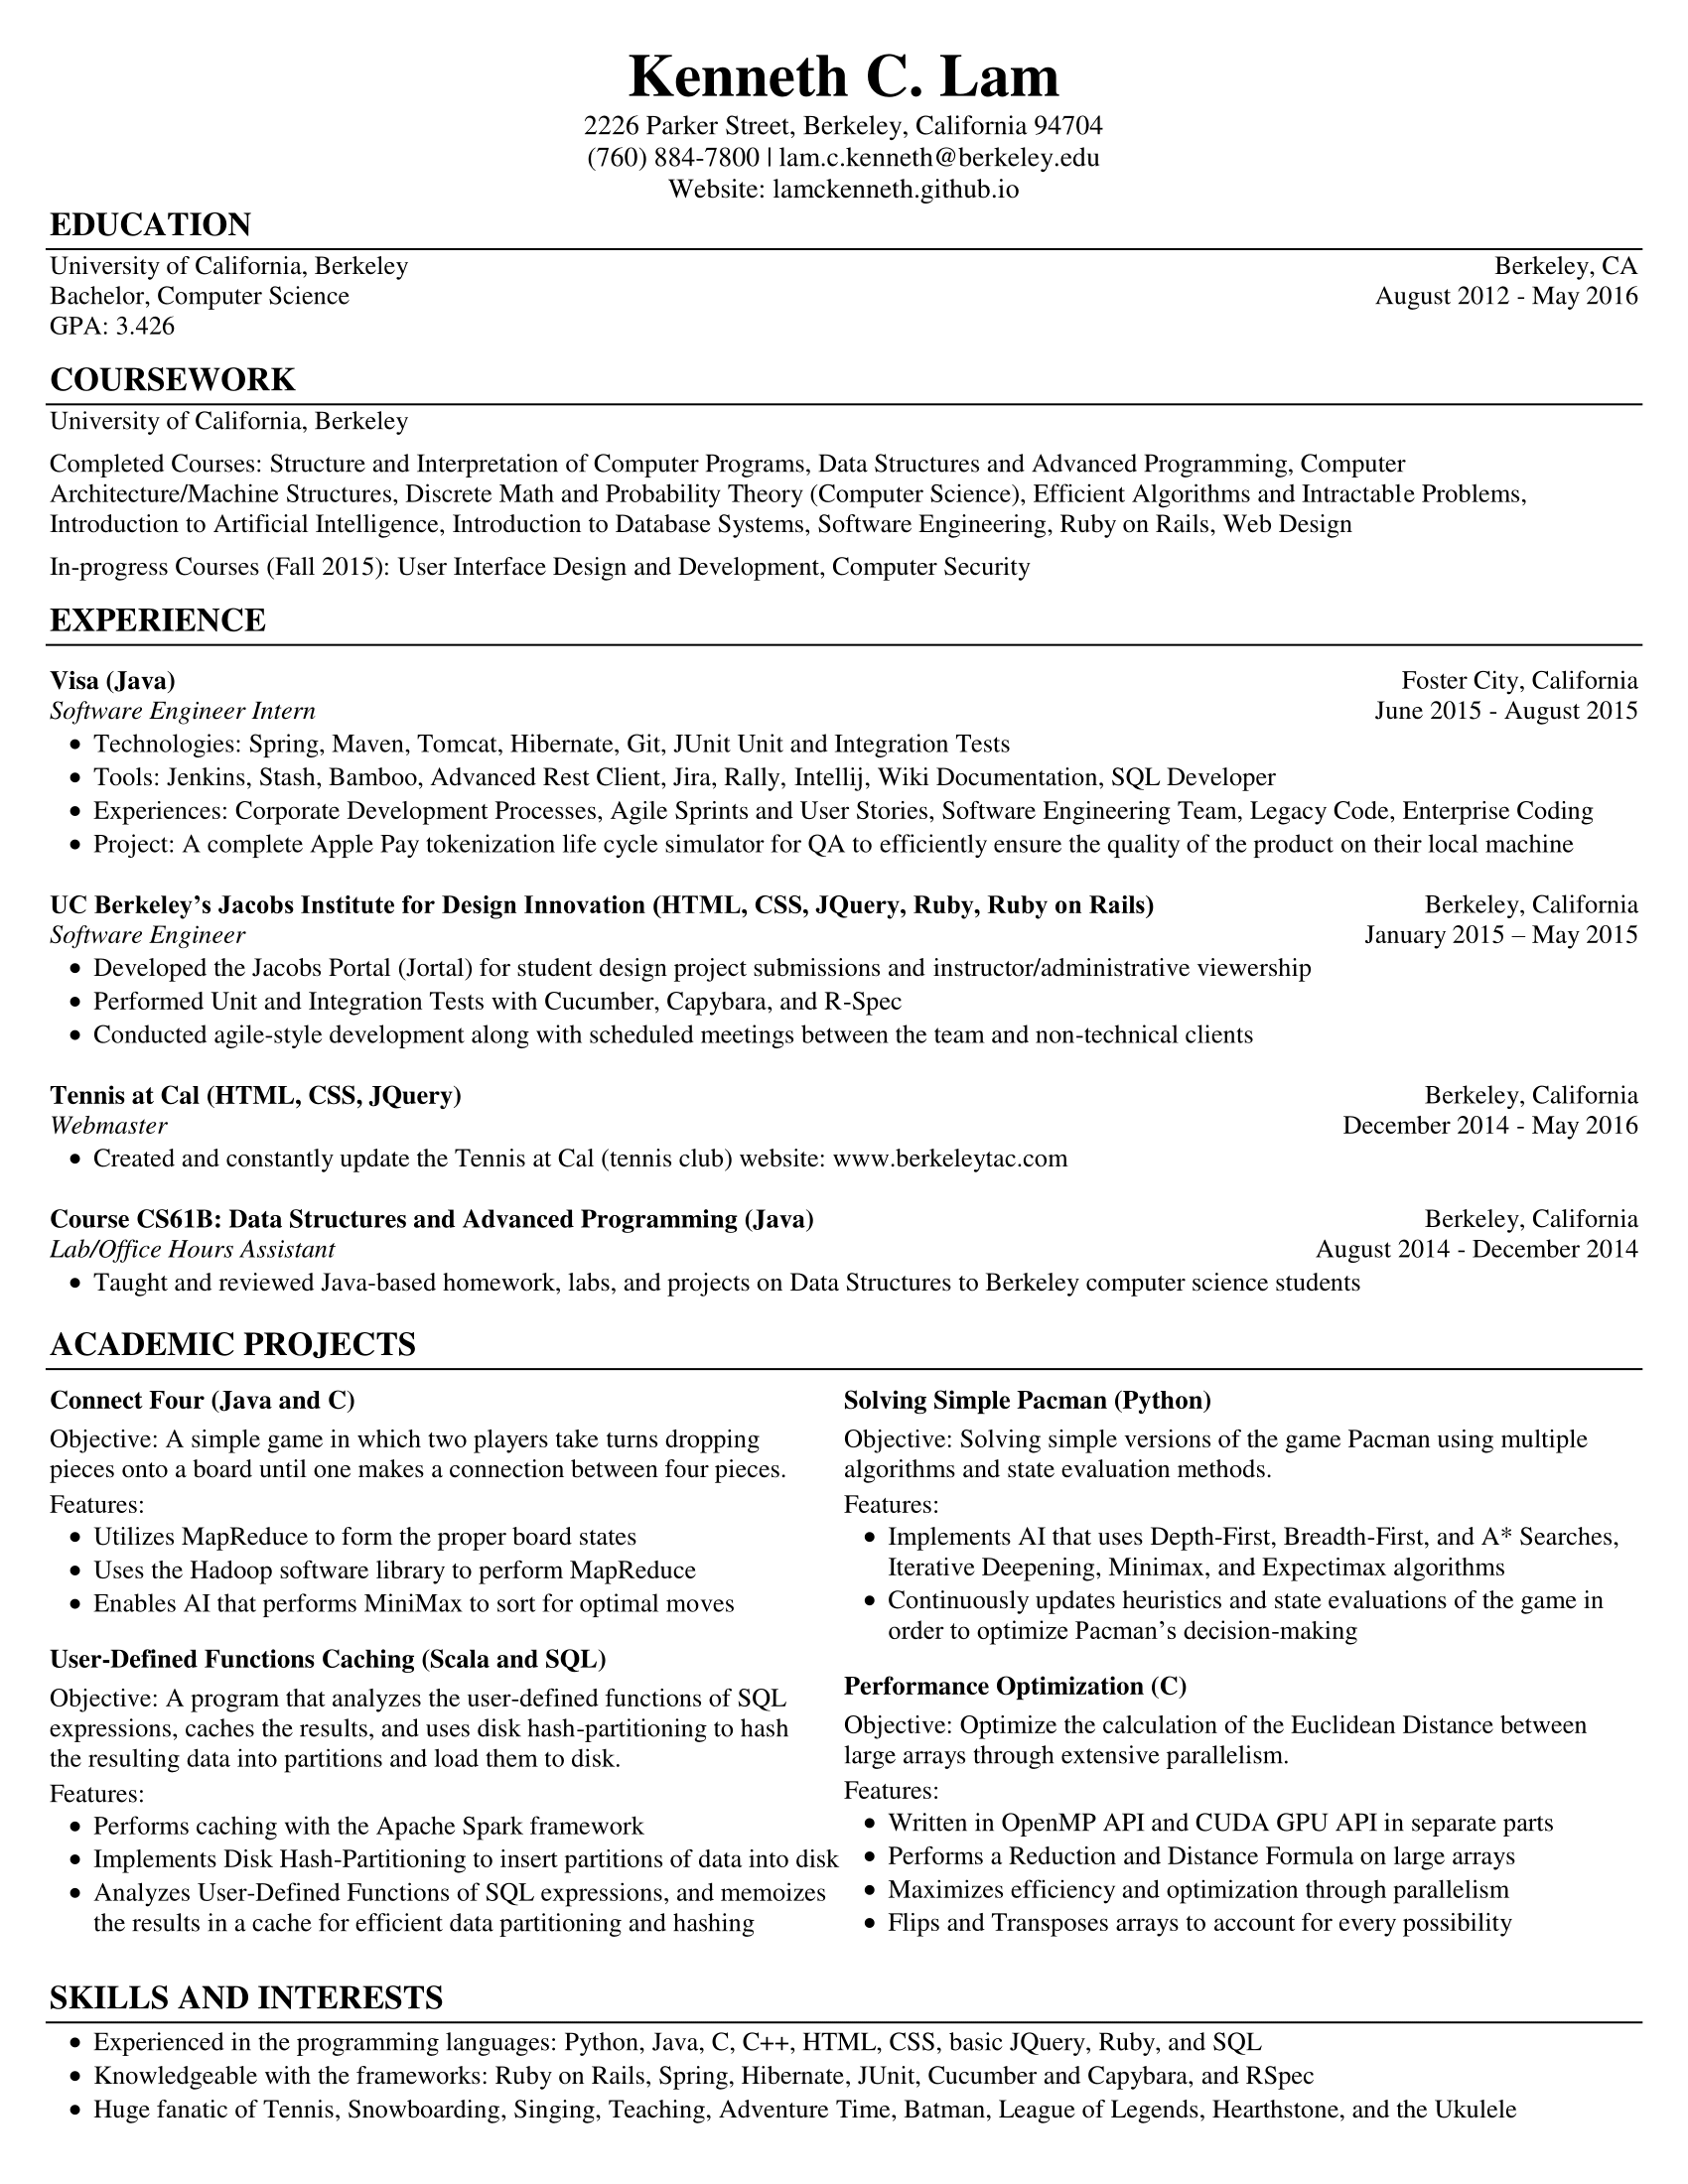 Kenneth C. Lam
2226 Parker Street, Berkeley, California 94704
(760) 884-7800 | lam.c.kenneth@berkeley.edu
Website: lamckenneth.github.io
EDUCATION
University of California, Berkeley Berkeley, CA
Bachelor, Computer Science August 2012 - May 2016
GPA: 3.426
COURSEWORK
University of California, Berkeley
Completed Courses: Structure and Interpretation of Computer Programs, Data Structures and Advanced Programming, Computer
Architecture/Machine Structures, Discrete Math and Probability Theory (Computer Science), Efficient Algorithms and Intractable Problems,
Introduction to Artificial Intelligence, Introduction to Database Systems, Software Engineering, Ruby on Rails, Web Design
In-progress Courses (Fall 2015): User Interface Design and Development, Computer Security
EXPERIENCE
Visa (Java) Foster City, California
Software Engineer Intern June 2015 - August 2015
• Technologies: Spring, Maven, Tomcat, Hibernate, Git, JUnit Unit and Integration Tests
• Tools: Jenkins, Stash, Bamboo, Advanced Rest Client, Jira, Rally, Intellij, Wiki Documentation, SQL Developer
• Experiences: Corporate Development Processes, Agile Sprints and User Stories, Software Engineering Team, Legacy Code, Enterprise Coding
• Project: A complete Apple Pay tokenization life cycle simulator for QA to efficiently ensure the quality of the product on their local machine
UC Berkeley’s Jacobs Institute for Design Innovation (HTML, CSS, JQuery, Ruby, Ruby on Rails) Berkeley, California
Software Engineer January 2015 – May 2015
• Developed the Jacobs Portal (Jortal) for student design project submissions and instructor/administrative viewership
• Performed Unit and Integration Tests with Cucumber, Capybara, and R-Spec
• Conducted agile-style development along with scheduled meetings between the team and non-technical clients
Tennis at Cal (HTML, CSS, JQuery) Berkeley, California
Webmaster December 2014 - May 2016
• Created and constantly update the Tennis at Cal (tennis club) website: www.berkeleytac.com
Course CS61B: Data Structures and Advanced Programming (Java) Berkeley, California
Lab/Office Hours Assistant August 2014 - December 2014
• Taught and reviewed Java-based homework, labs, and projects on Data Structures to Berkeley computer science students
ACADEMIC PROJECTS
Connect Four (Java and C)
Objective: A simple game in which two players take turns dropping
pieces onto a board until one makes a connection between four pieces.
Features:
• Utilizes MapReduce to form the proper board states
• Uses the Hadoop software library to perform MapReduce
• Enables AI that performs MiniMax to sort for optimal moves
User-Defined Functions Caching (Scala and SQL)
Objective: A program that analyzes the user-defined functions of SQL
expressions, caches the results, and uses disk hash-partitioning to hash
the resulting data into partitions and load them to disk.
Features:
• Performs caching with the Apache Spark framework
• Implements Disk Hash-Partitioning to insert partitions of data into disk
• Analyzes User-Defined Functions of SQL expressions, and memoizes
the results in a cache for efficient data partitioning and hashing
Solving Simple Pacman (Python)
Objective: Solving simple versions of the game Pacman using multiple
algorithms and state evaluation methods.
Features:
• Implements AI that uses Depth-First, Breadth-First, and A* Searches,
Iterative Deepening, Minimax, and Expectimax algorithms
• Continuously updates heuristics and state evaluations of the game in
order to optimize Pacman’s decision-making
Performance Optimization (C)
Objective: Optimize the calculation of the Euclidean Distance between
large arrays through extensive parallelism.
Features:
• Written in OpenMP API and CUDA GPU API in separate parts
• Performs a Reduction and Distance Formula on large arrays
• Maximizes efficiency and optimization through parallelism
• Flips and Transposes arrays to account for every possibility
SKILLS AND INTERESTS
• Experienced in the programming languages: Python, Java, C, C++, HTML, CSS, basic JQuery, Ruby, and SQL
• Knowledgeable with the frameworks: Ruby on Rails, Spring, Hibernate, JUnit, Cucumber and Capybara, and RSpec
• Huge fanatic of Tennis, Snowboarding, Singing, Teaching, Adventure Time, Batman, League of Legends, Hearthstone, and the Ukulele